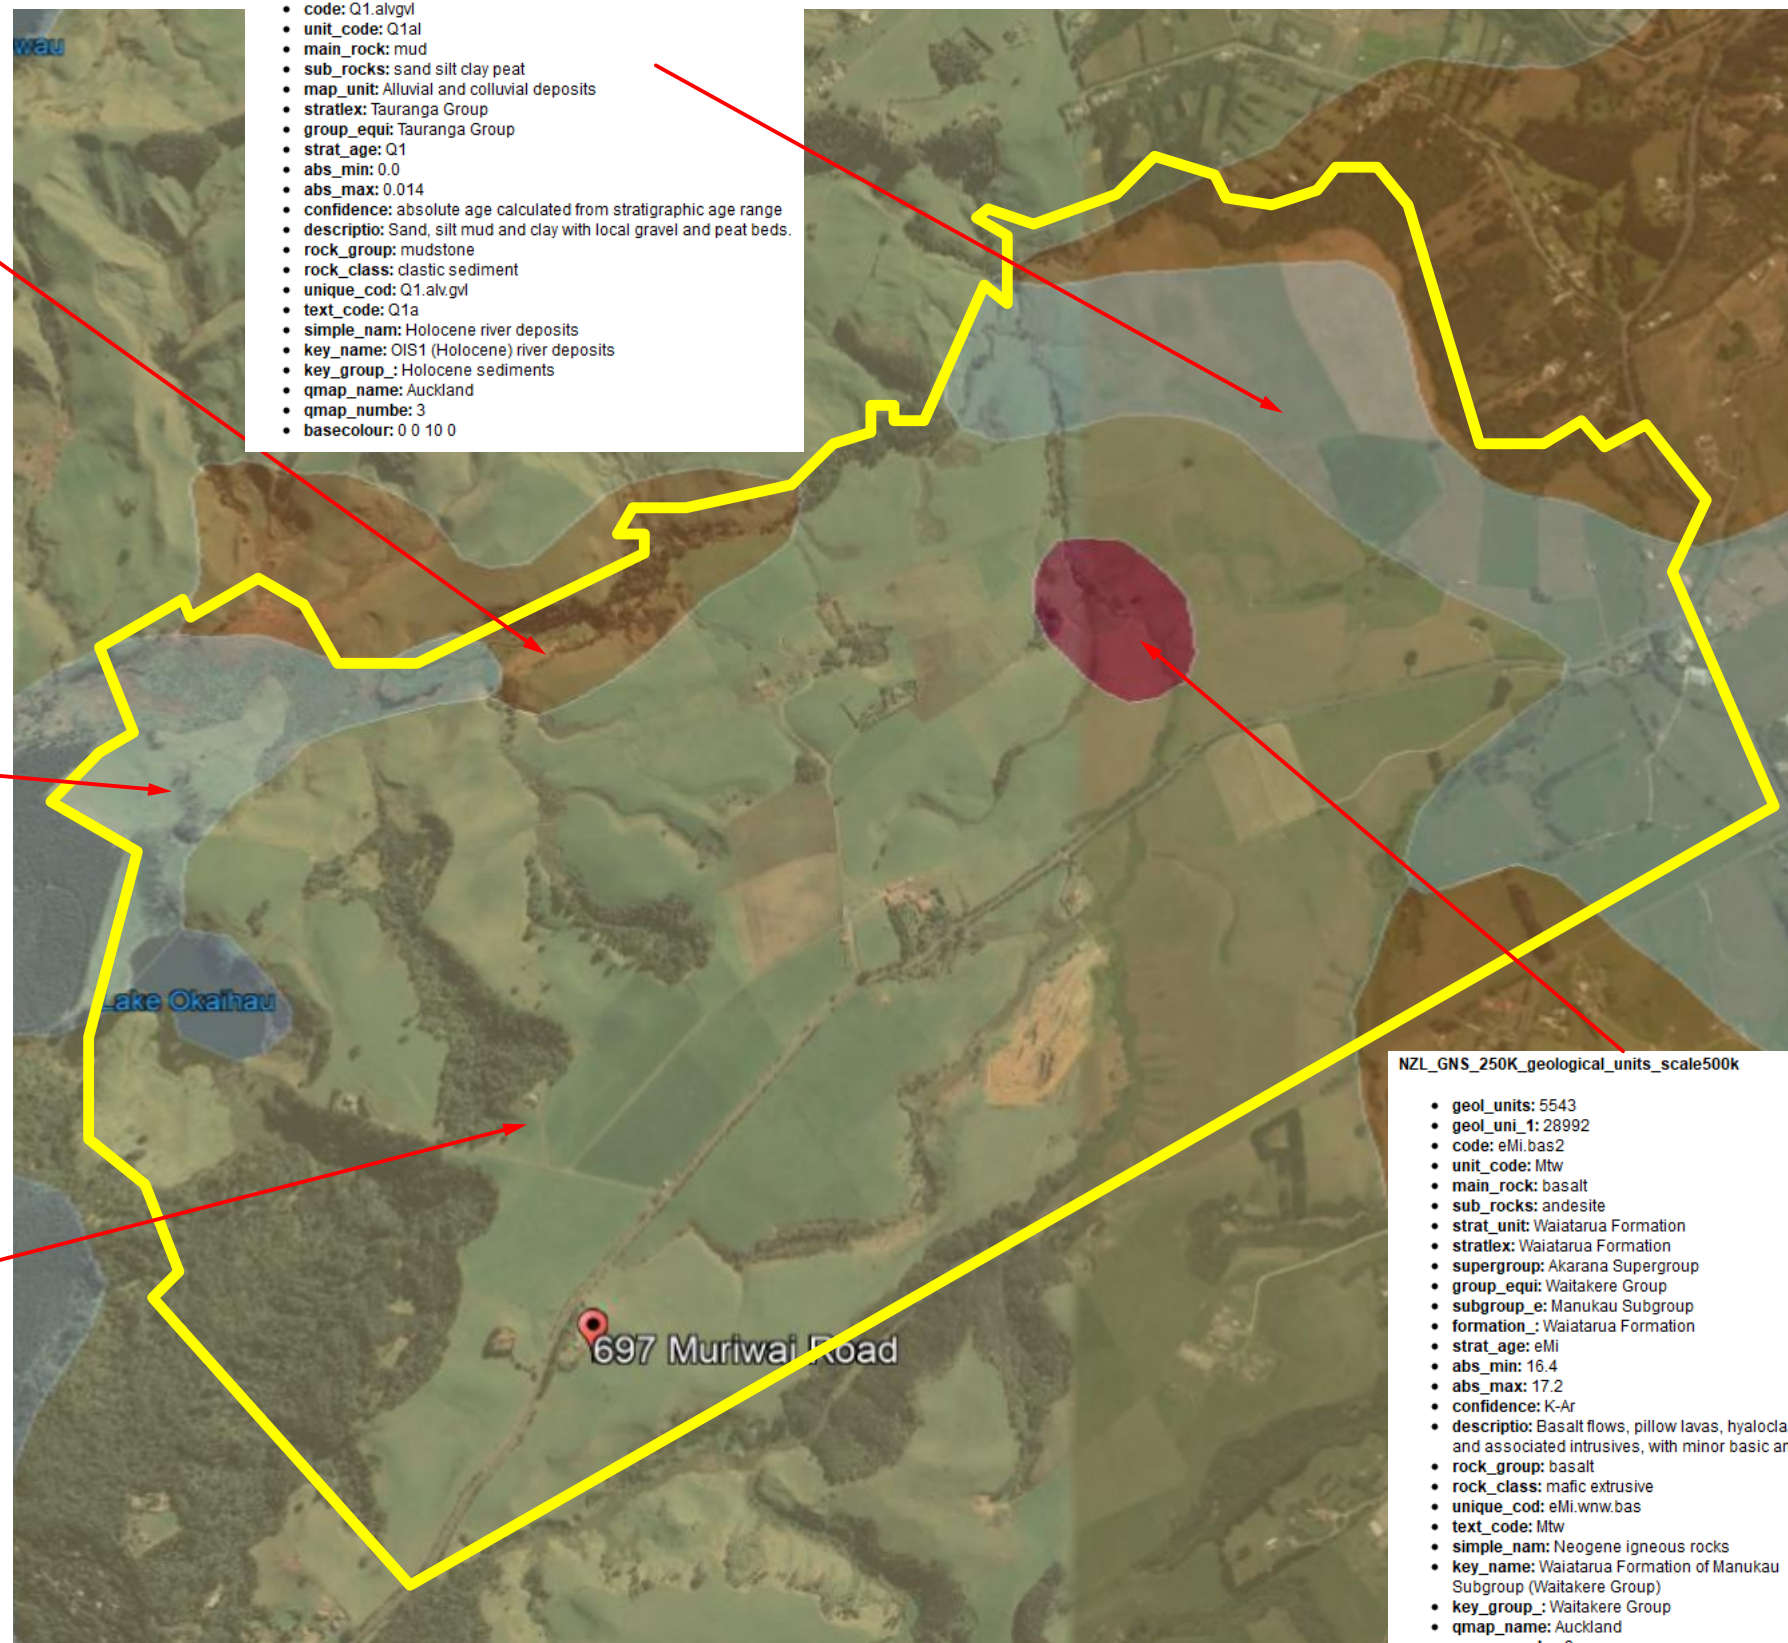 code: Q1.alvgvl
unit_code: Q1al
main_rock: mud
sub_rocks: sand silt clay peat
map_unit: Alluvial and colluvial deposits
stratlex: Tauranga Group
group_equi: Tauranga Group
strat_age: Q1
abs_min: 0.0
abs_max: 0.014
confidence: absolute age calculated from stratigraphic age range
descriptio: Sand, silt mud and clay with local gravel and peat beds.
rock_group: mudstone
rock_class: clastic sediment
unique_cod: Q1.alv.gvl
text_code: Q1a
simple_nam: Holocene river deposits
key_name: OIS1 (Holocene) river deposits
key_group_: Holocene sediments
qmap_name: Auckland
qmap_numbe: 3
basecolour: 0 0 10 0
wau
Lake Okaihau
697 Muriwai Road
NZL_GNS_250K_geological_units_scale500k
geol_units: 5543
geol_uni_1: 28992
code: eMi.bas2
unit_code: Mtw
main_rock: basalt
sub_rocks: andesite
strat_unit: Waiatarua Formation
stratlex: Waiatarua Formation
supergroup: Akarana Supergroup
group_equi: Waitakere Group
subgroup_e: Manukau Subgroup
formation_: Waiatarua Formation
strat_age: eMi
abs_min: 16.4
abs_max: 17.2
confidence: K-Ar
descriptio: Basalt flows, pillow lavas, hyalocla
and associated intrusives, with minor basic an
rock_group: basalt
rock_class: mafic extrusive
unique_cod: eMi.wnw.bas
text_code: Mtw
simple_nam: Neogene igneous rocks
key_name: Waiatarua Formation of Manukau
Subgroup (Waitakere Group)
key_group_: Waitakere Group
qmap_name: Auckland